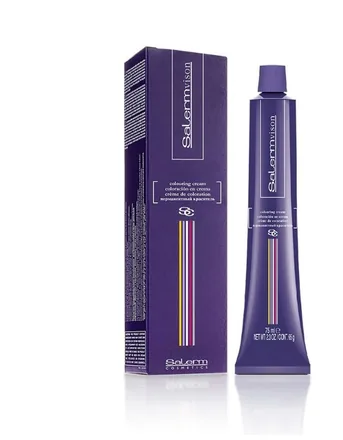 Salermvison
colouring cream
coloración en crema
crème de coloration
перманентный краситель
Salerm
COSMETICS
Salermvison
colouring cream
coloración en crema
crème de coloration
перманентный краситель
75 ml ℮